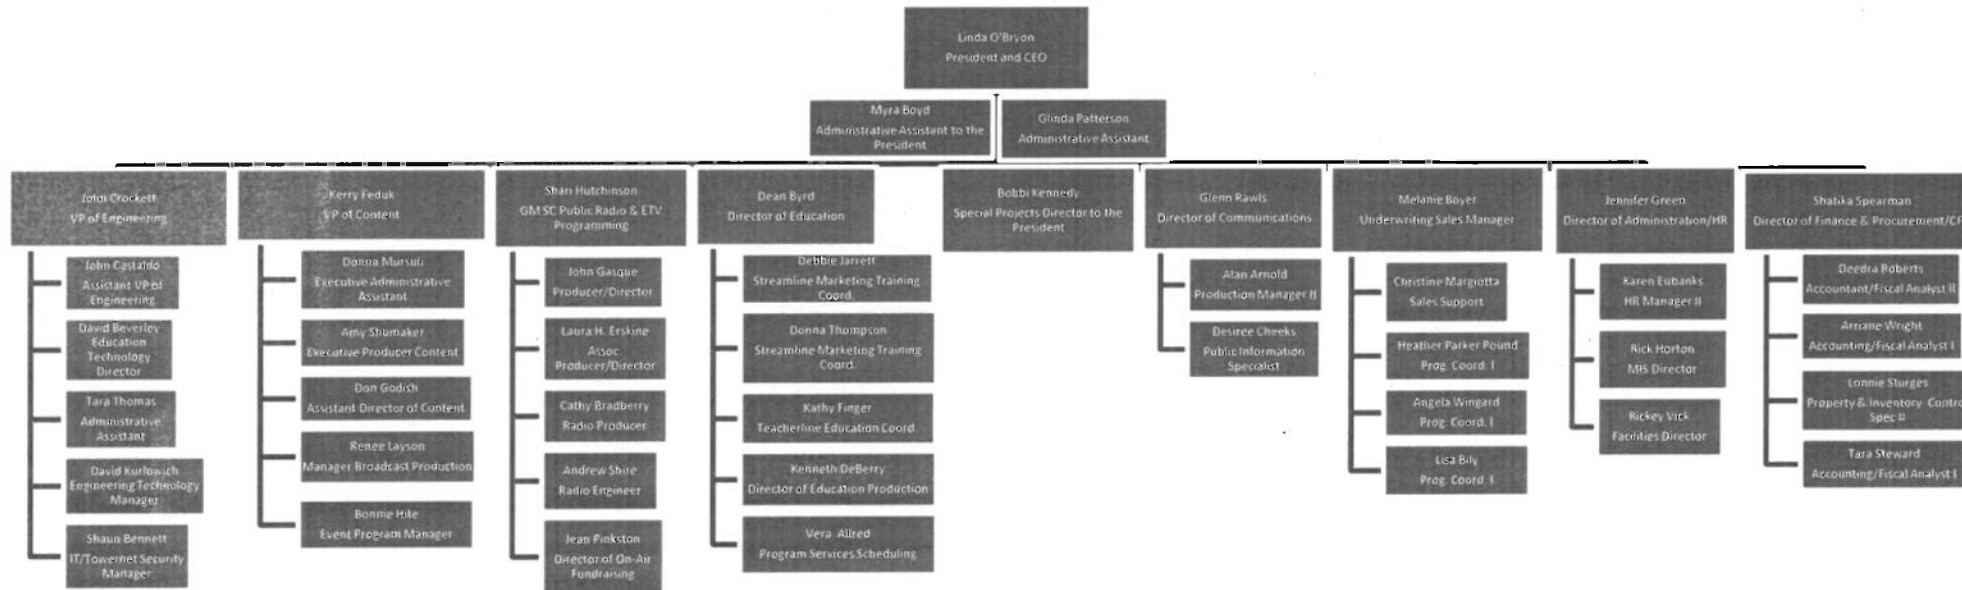 Linda O'Bryon
President and CEO
Myra Boyd
Administrative Assistant to the
President
Glinda Patterson
Administrative Assistant
John Crockett
VP of Engineering
John Castaldo
Assistant VP of
Engineering
David Beverley
Education
Technology
Director
Tara Thomas
Administrative
Assistant
David Kurlowich
Engineering Technology
Manager
Shaun Bennett
IT/Towernet Security
Manager
Kerry Feduk
VP of Content
Donna Mursuli
Executive Administrative
Assistant
Amy Shumaker
Executive Producer Content
Don Godish
Assistant Director of Content
Renee Layson
Manager Broadcast Production
Bonnie Hite
Event Program Manager
Shari Hutchinson
GM SC Public Radio & ETV
Programming
John Gasque
Producer/Director
Laura H. Erskine
Assoc.
Producer/Director
Cathy Bradberry
Radio Producer
Andrew Shire
Radio Engineer
Jean Pinkston
Director of On-Air
Fundraising
Dean Byrd
Director of Education
Debbie Jarrett
Streamline Marketing Training
Coord.
Donna Thompson
Streamline Marketing Training
Coord.
Kathy Finger
Teacherline Education Coord.
Kenneth DeBerry
Director of Education Production
Vera Allred
Program Services Scheduling
Bobbi Kennedy
Special Projects Director to the
President
Glenn Rawls
Director of Communications
Alan Arnold
Production Manager II
Desiree Cheeks
Public Information
Specialist
Melanie Boyer
Underwriting Sales Manager
Christine Margiotta
Sales Support
Heather Parker Pound
Prog. Coord. I
Angela Wingard
Prog. Coord. I
Lisa Bily
Prog. Coord. I
Jennifer Green
Director of Administration/HR
Karen Eubanks
HR Manager II
Rick Horton
MIS Director
Rickey Vick
Facilities Director
Shatika Spearman
Director of Finance & Procurement/CF
Deedra Roberts
Accountant/Fiscal Analyst II
Arriane Wright
Accounting/Fiscal Analyst I
Lonnie Sturges
Property & Inventory Contro
Spec II
Tara Steward
Accounting/Fiscal Analyst I